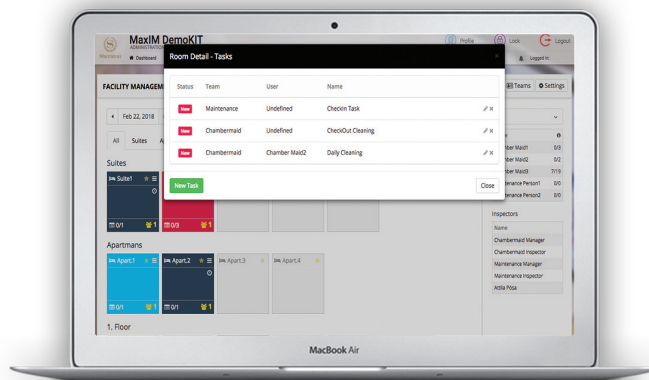 MaxIM DemoKIT
ADMINISTRATION
Profile
Lock
Logout
Dashboard
Logged in:
FACILITY MANAGEM
Teams
Settings
Room Detail - Tasks
Status Team User Name
New Maintenance Undefined Checkin Task
New Chambermaid Undefined CheckOut Cleaning
New Chambermaid Chamber Maid2 Daily Cleaning
New Task
Close
Feb 22, 2018
All Suites A
Suites
Suite1
0/1 1
0/3 1
Apartmans
Apart.1
Apart.2
Apart.3
Apart.4
0/1 1
0/1 1
1. Floor
mber Maid1 0/3
mber Maid2 0/2
mber Maid3 7/19
tenance Person1 0/0
tenance Person2 0/0
Inspectors
Name
Chambermaid Manager
Chambermaid Inspector
Maintenance Manager
Maintenance Inspector
Attila Pósa
MacBook Air